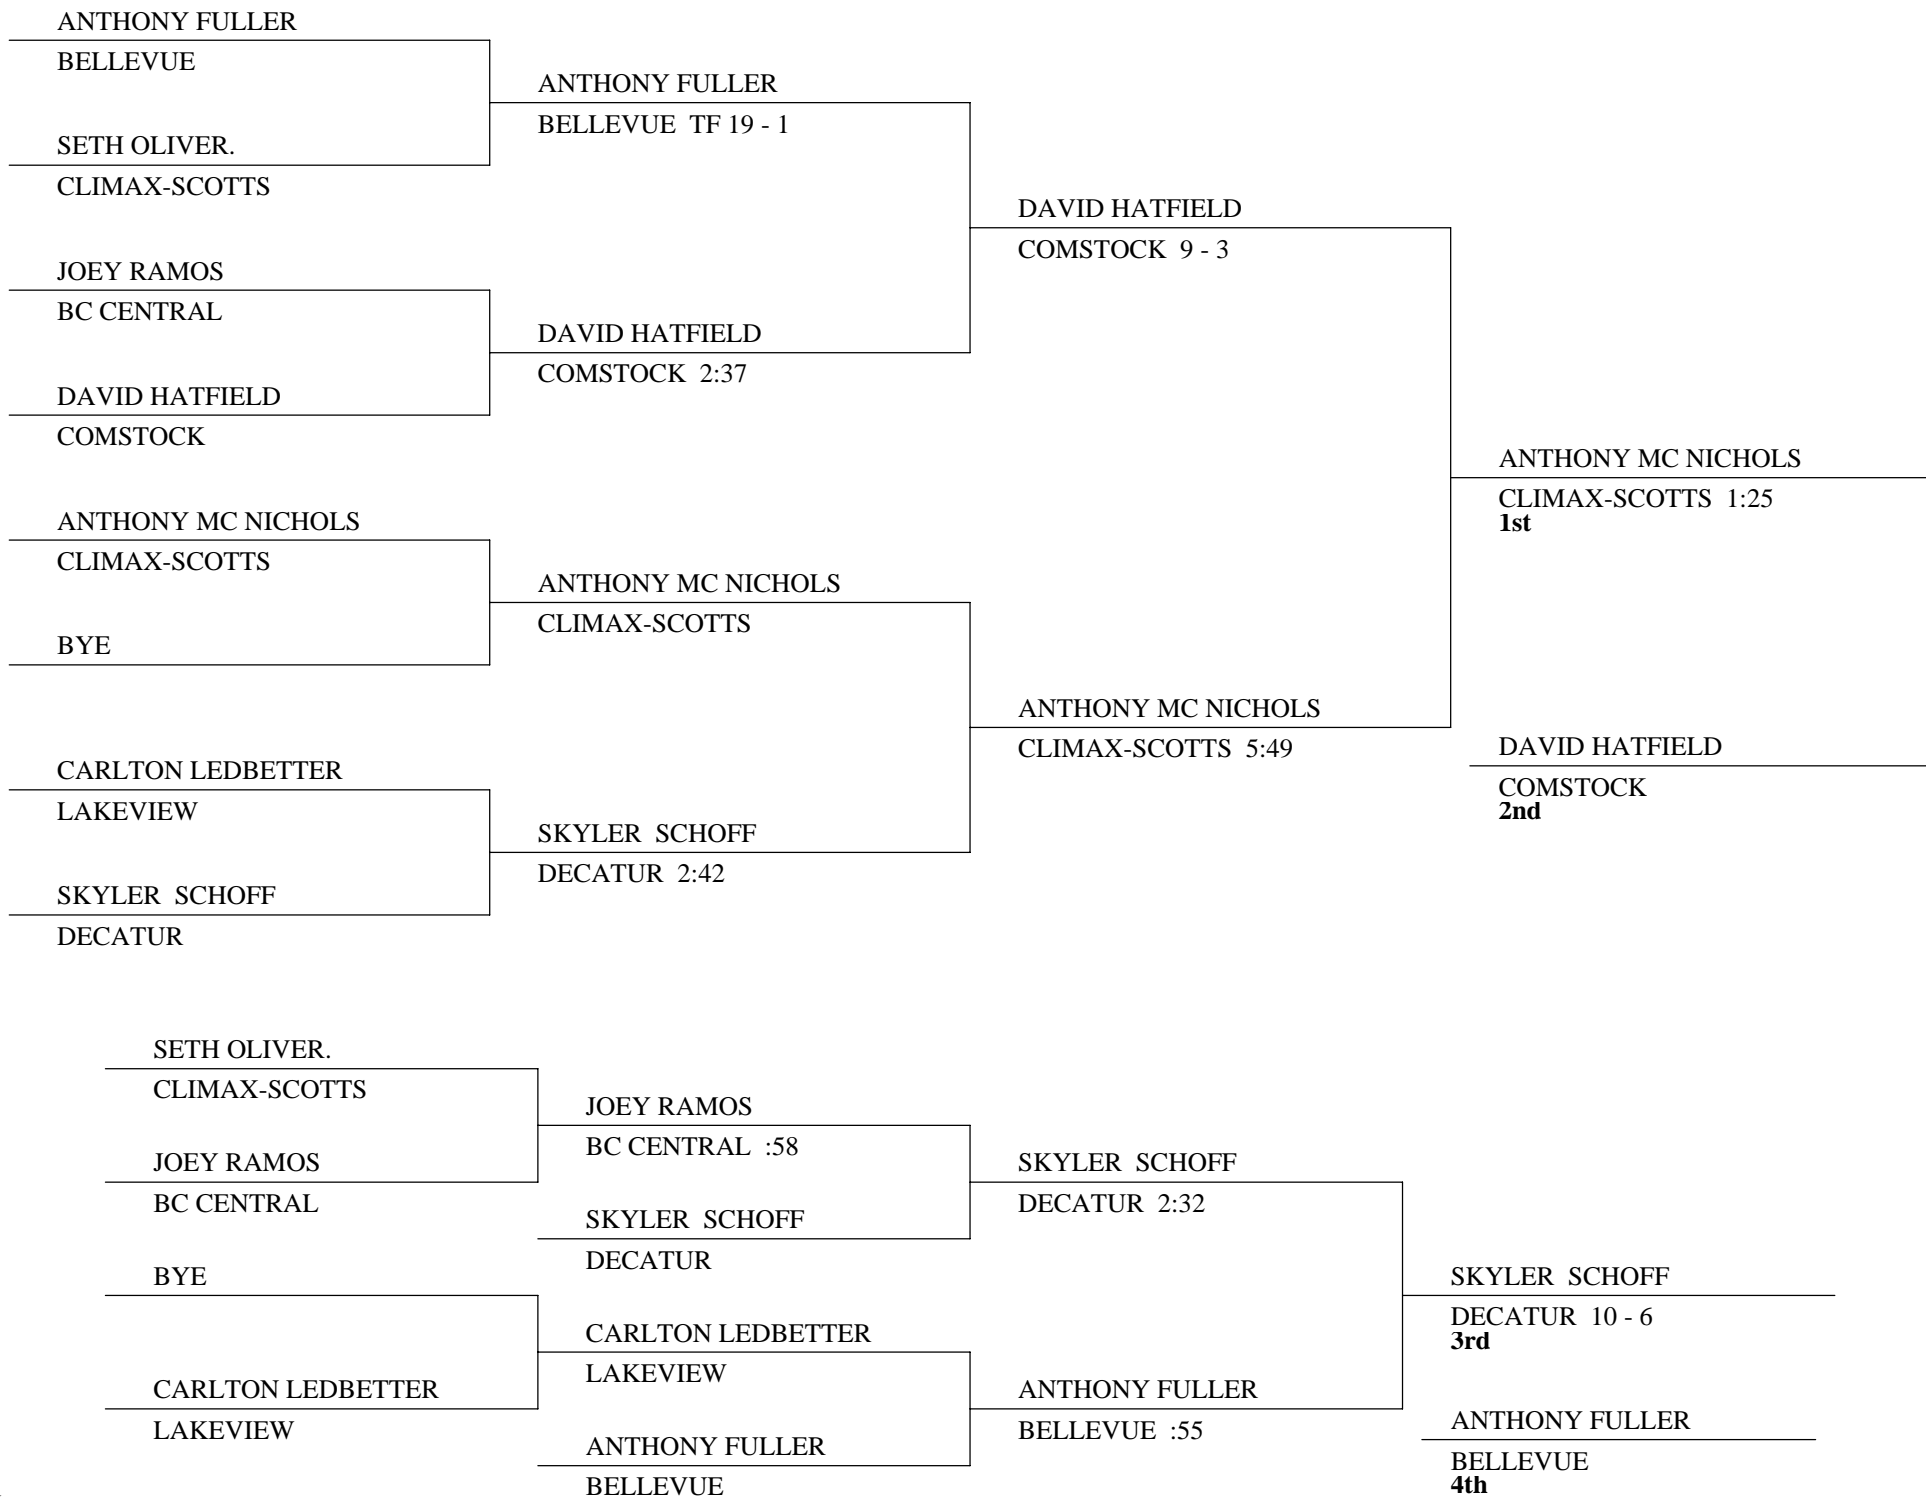 ANTHONY FULLER
BELLEVUE
SETH OLIVER.
CLIMAX-SCOTTS
JOEY RAMOS
BC CENTRAL
DAVID HATFIELD
COMSTOCK
ANTHONY MC NICHOLS
CLIMAX-SCOTTS
BYE
CARLTON LEDBETTER
LAKEVIEW
SKYLER  SCHOFF
DECATUR
ANTHONY FULLER
BELLEVUE  TF 19 - 1
DAVID HATFIELD
COMSTOCK  2:37
ANTHONY MC NICHOLS
CLIMAX-SCOTTS
SKYLER  SCHOFF
DECATUR  2:42
DAVID HATFIELD
COMSTOCK  9 - 3
ANTHONY MC NICHOLS
CLIMAX-SCOTTS  5:49
ANTHONY MC NICHOLS
CLIMAX-SCOTTS  1:25
1st
DAVID HATFIELD
COMSTOCK
2nd
SETH OLIVER.
CLIMAX-SCOTTS
JOEY RAMOS
BC CENTRAL
BYE
CARLTON LEDBETTER
LAKEVIEW
JOEY RAMOS
BC CENTRAL  :58
SKYLER  SCHOFF
DECATUR
CARLTON LEDBETTER
LAKEVIEW
ANTHONY FULLER
BELLEVUE
SKYLER  SCHOFF
DECATUR  2:32
ANTHONY FULLER
BELLEVUE  :55
SKYLER  SCHOFF
DECATUR  10 - 6
3rd
ANTHONY FULLER
BELLEVUE
4th